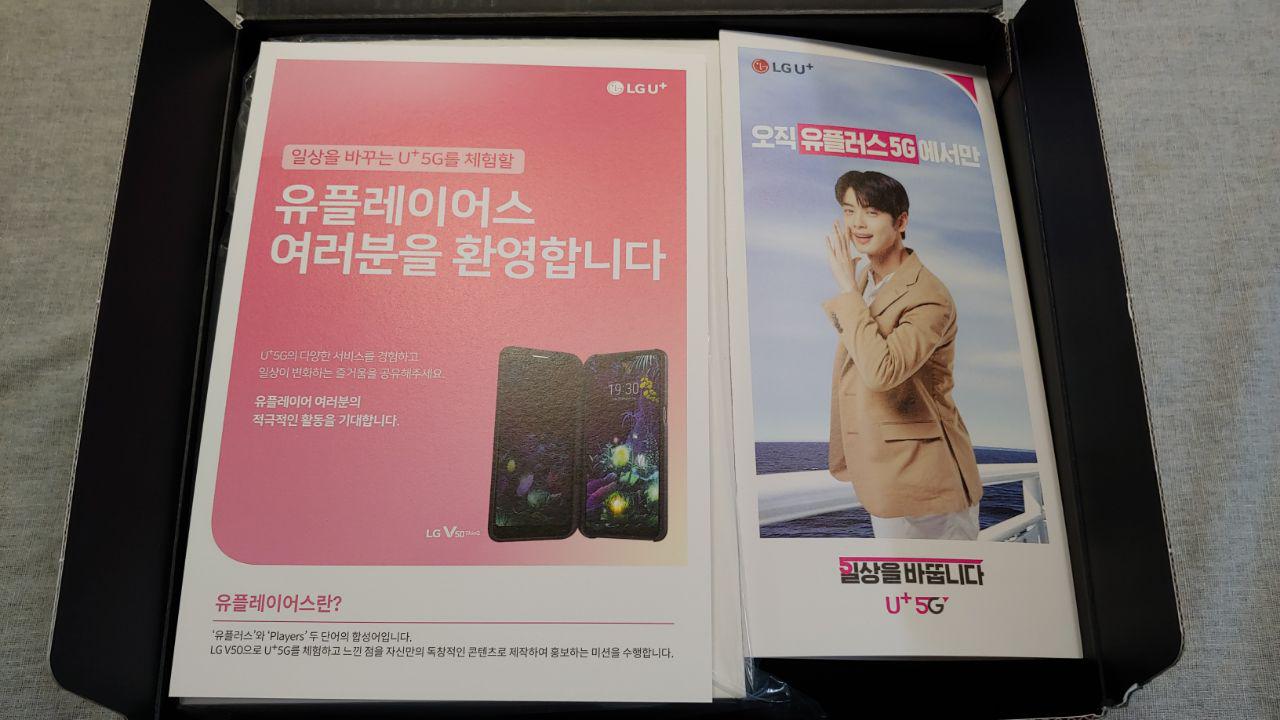 LG U+
일상을 바꾸는 U+5G를 체험할
유플레이어스
여러분을 환영합니다
U+5G의 다양한 서비스를 경험하고
일상이 변화하는 즐거움을 공유해주세요.
유플레이어 여러분의
적극적인 활동을 기대합니다.
19:30
LG V50 ThinQ
유플레이어스란?
'유플러스'와 'Players' 두 단어의 합성어입니다.
LG V50으로 U+5G를 체험하고 느낀 점을 자신만의 독창적인 콘텐츠로 제작하여 홍보하는 미션을 수행합니다.
LG U+
오직 유플러스 5G에서만
일상을 바꿉니다
U+ 5G